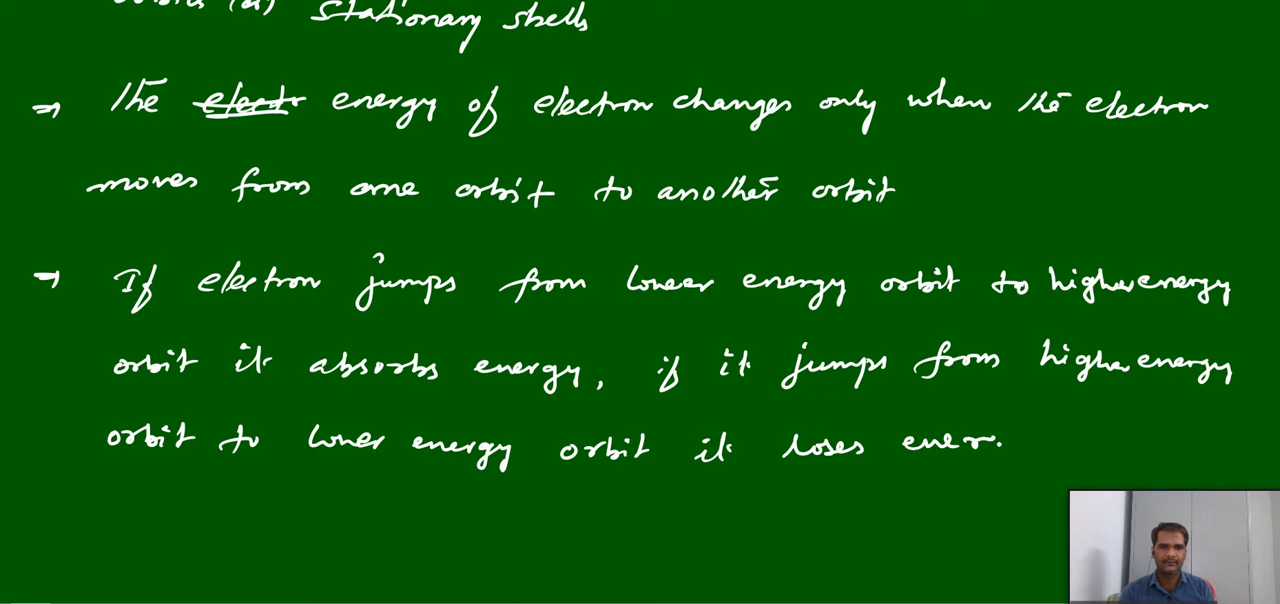 stationary shells
→ The energy of electron changes only when the electron
moves from one orbit to another orbit
→ If electron jumps from lower energy orbit to higher energy
orbit it absorbs energy, if it jumps from higher energy
orbit to lower energy orbit it loses ener.